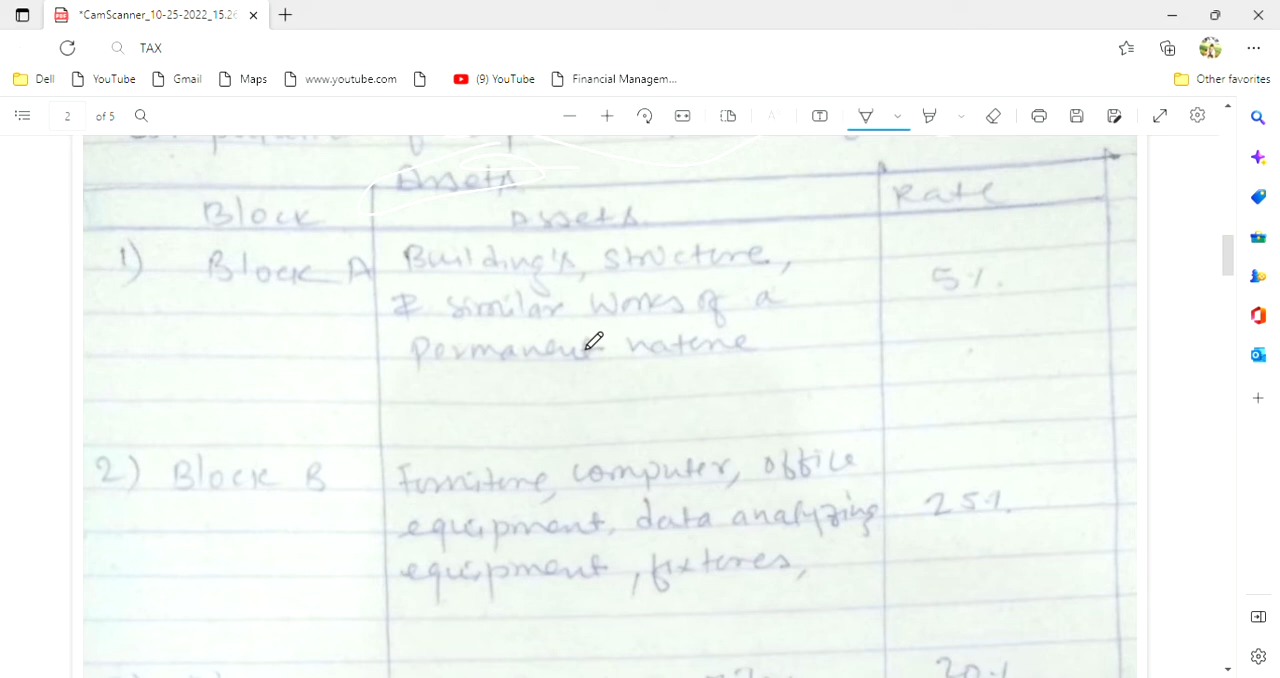 *CamScanner_10-25-2022_15.26
TAX
Dell
YouTube
Gmail
Maps
www.youtube.com
(9) YouTube
Financial Managem...
Other favorites
2 of 5
Assets
Block Assets Rate
1) Block A Building's, structure, 5%.
& similar works of a
permanent nature
2) Block B Furniture, computer, office
equipment, data analyzing 25%.
equipment, fixtures,
20%